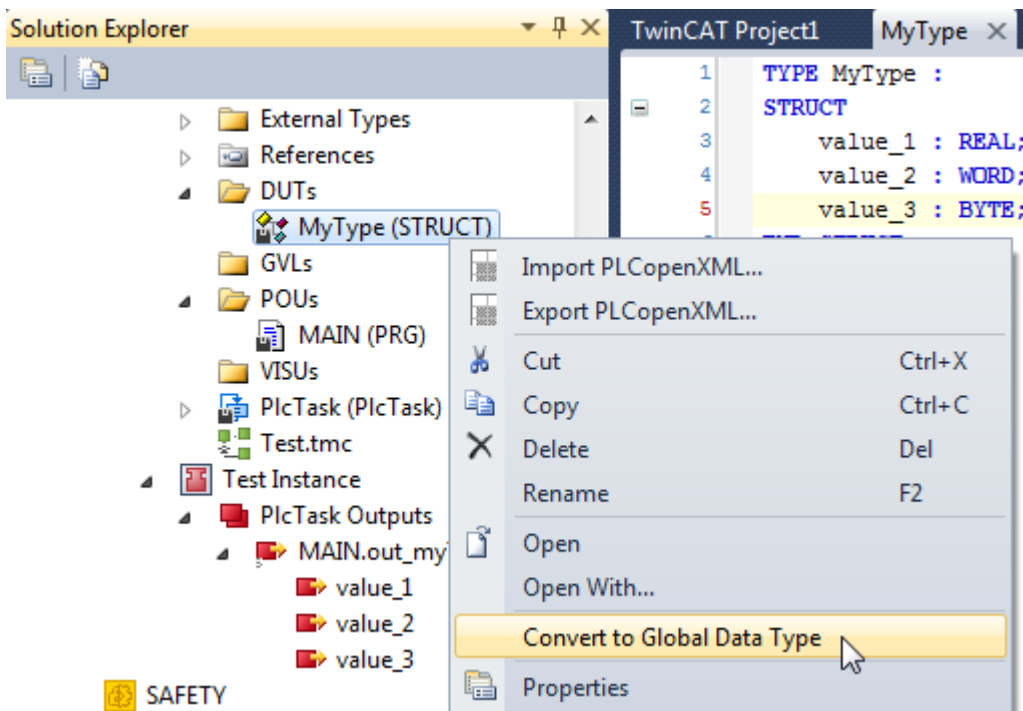 Solution Explorer
TwinCAT Project1
MyType
External Types
References
DUTs
MyType (STRUCT)
GVLs
POUs
MAIN (PRG)
VISUs
PlcTask (PlcTask)
Test.tmc
Test Instance
PlcTask Outputs
MAIN.out_my
value_1
value_2
value_3
SAFETY
1 TYPE MyType :
2 STRUCT
3 value_1 : REAL;
4 value_2 : WORD;
5 value_3 : BYTE;
Import PLCopenXML...
Export PLCopenXML...
Cut Ctrl+X
Copy Ctrl+C
Delete Del
Rename F2
Open
Open With...
Convert to Global Data Type
Properties